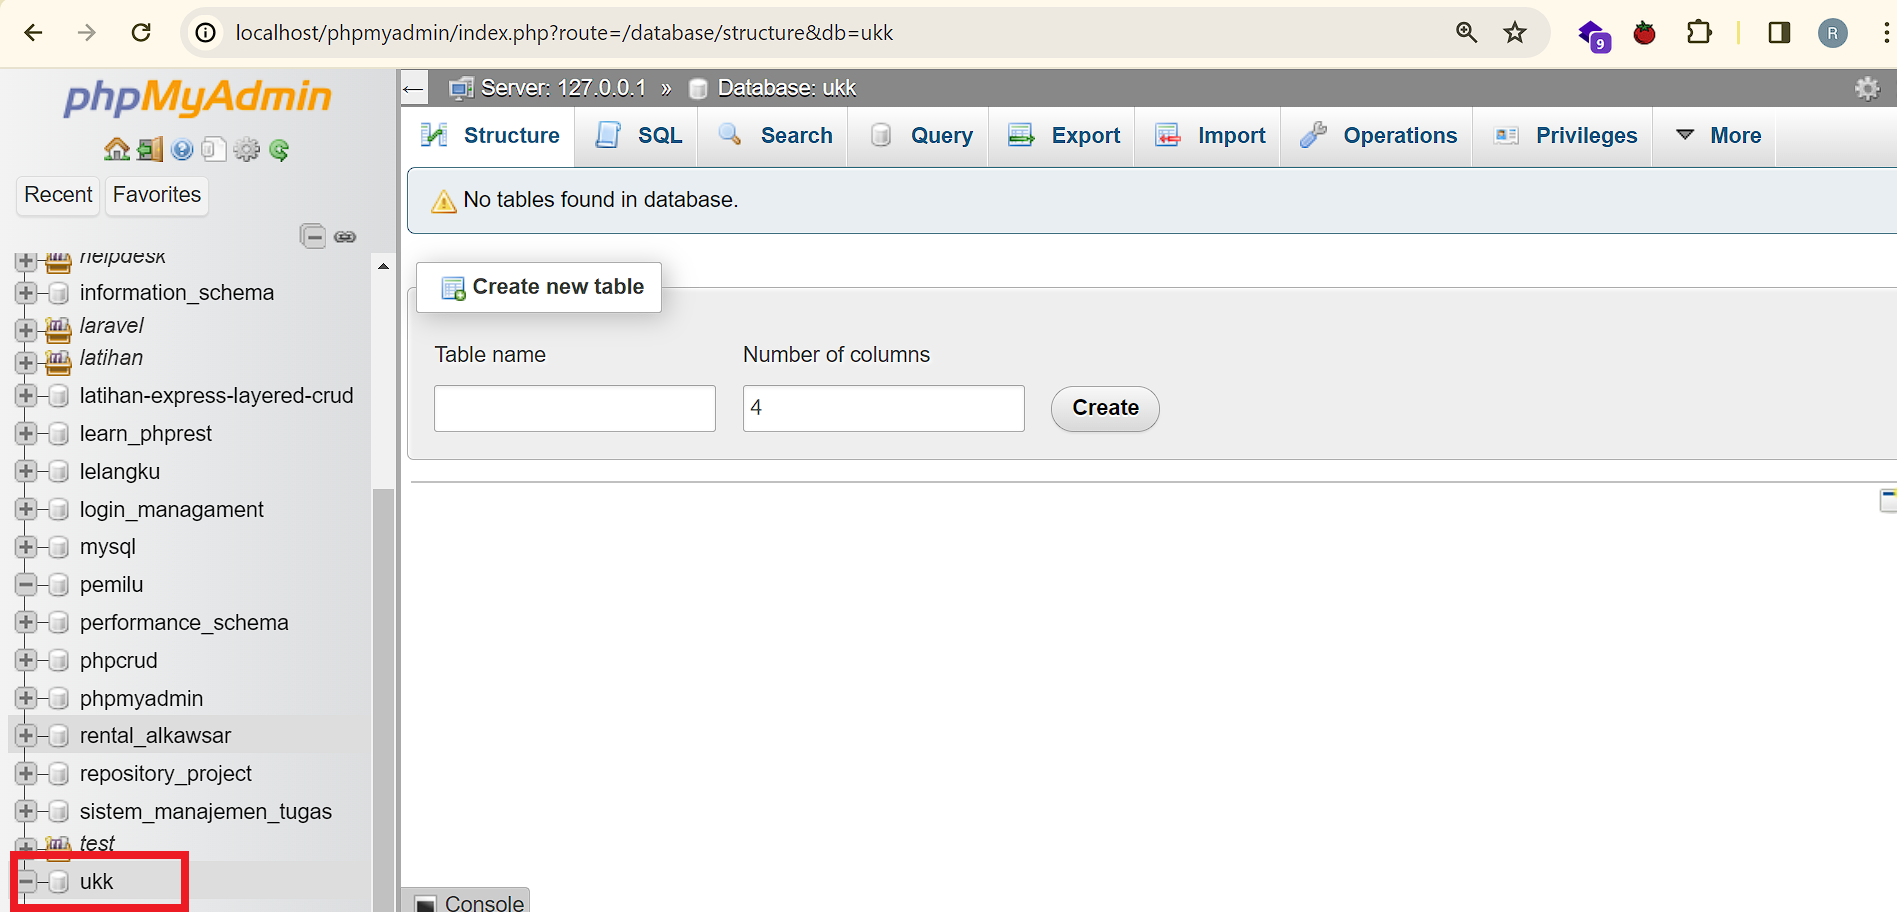 localhost/phpmyadmin/index.php?route=/database/structure&db=ukk
9
R
phpMyAdmin
Recent
Favorites
helpdesk
information_schema
laravel
latihan
latihan-express-layered-crud
learn_phprest
lelangku
login_managament
mysql
pemilu
performance_schema
phpcrud
phpmyadmin
rental_alkawsar
repository_project
sistem_manajemen_tugas
test
ukk
← Server: 127.0.0.1 » Database: ukk
Structure SQL Search Query Export Import Operations Privileges More
No tables found in database.
Create new table
Table name Number of columns
4 Create
Console